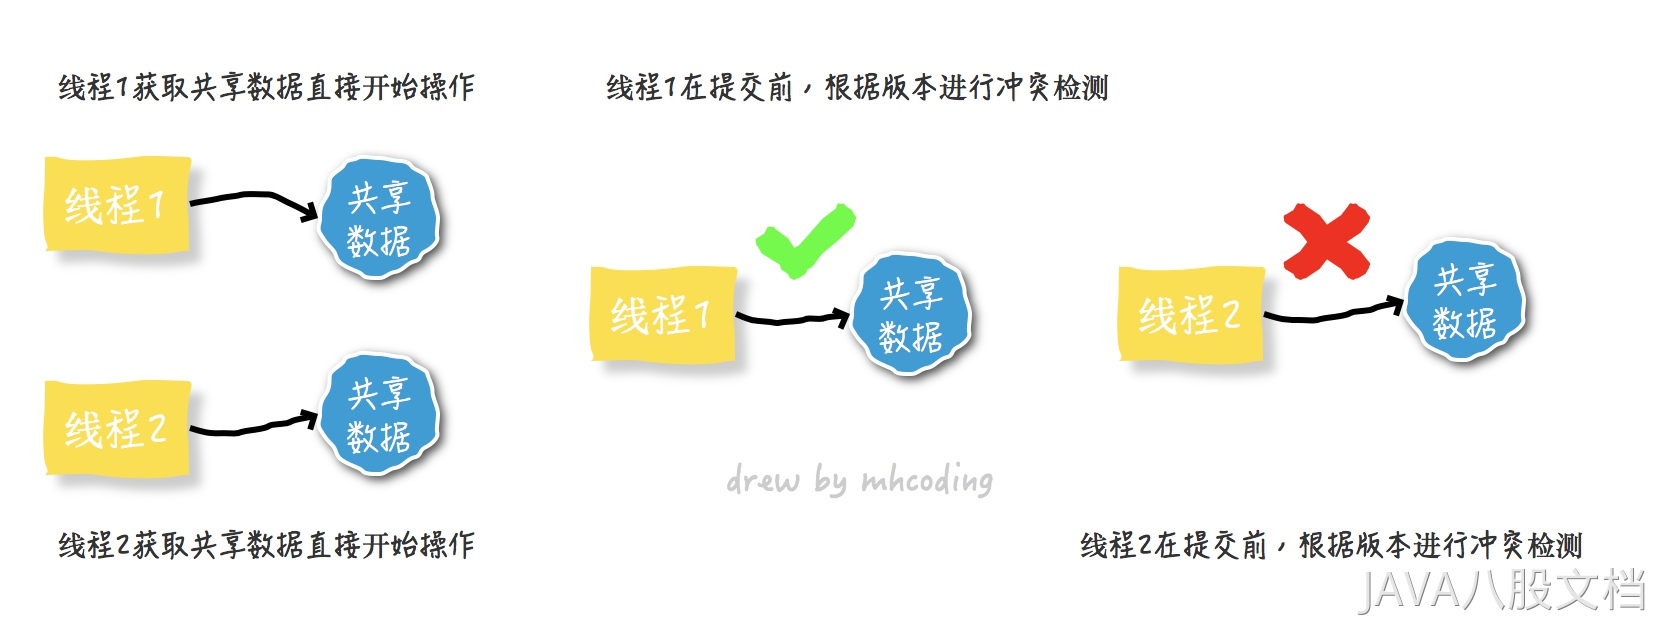 线程1获取共享数据直接开始操作
线程1在提交前，根据版本进行冲突检测
线程1
共享
数据
线程1
共享
数据
线程2
共享
数据
线程2
共享
数据
drew by mhcoding
线程2获取共享数据直接开始操作
线程2在提交前，根据版本进行冲突检测
JAVA八股文档